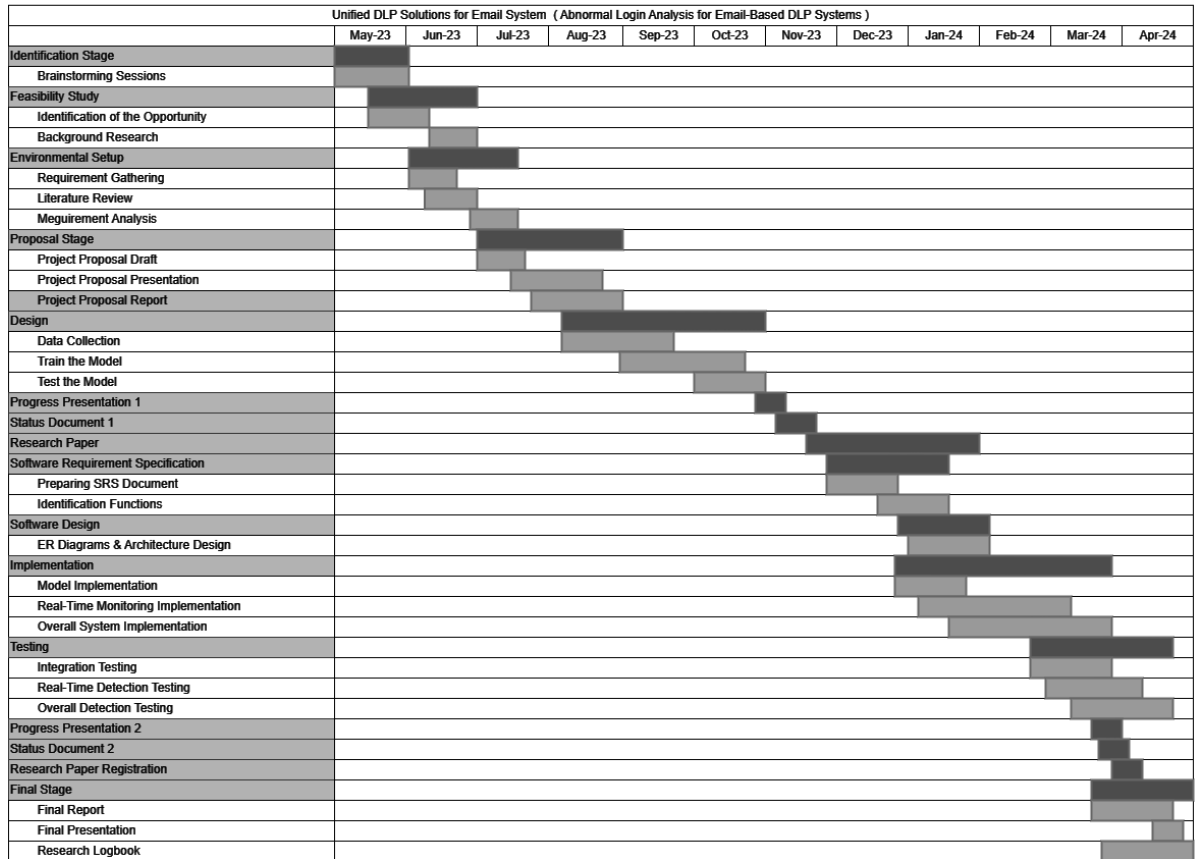 Unified DLP Solutions for Email System ( Abnormal Login Analysis for Email-Based DLP Systems )
May-23 Jun-23 Jul-23 Aug-23 Sep-23 Oct-23 Nov-23 Dec-23 Jan-24 Feb-24 Mar-24 Apr-24
Identification Stage
Brainstorming Sessions
Feasibility Study
Identification of the Opportunity
Background Research
Environmental Setup
Requirement Gathering
Literature Review
Meguirement Analysis
Proposal Stage
Project Proposal Draft
Project Proposal Presentation
Project Proposal Report
Design
Data Collection
Train the Model
Test the Model
Progress Presentation 1
Status Document 1
Research Paper
Software Requirement Specification
Preparing SRS Document
Identification Functions
Software Design
ER Diagrams & Architecture Design
Implementation
Model Implementation
Real-Time Monitoring Implementation
Overall System Implementation
Testing
Integration Testing
Real-Time Detection Testing
Overall Detection Testing
Progress Presentation 2
Status Document 2
Research Paper Registration
Final Stage
Final Report
Final Presentation
Research Logbook